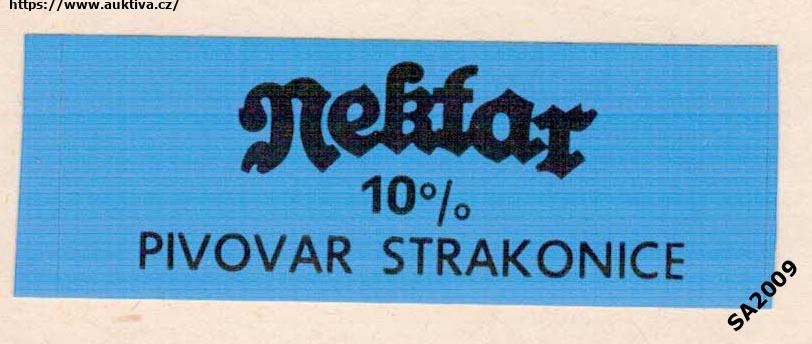 https://www.auktiva.cz/
Nektar
10%
PIVOVAR STRAKONICE
SA2009